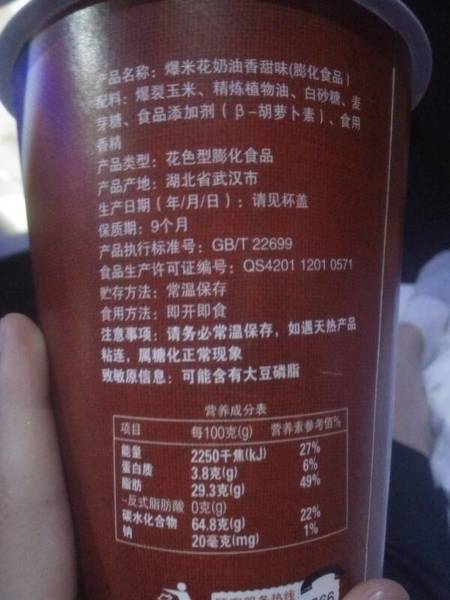 产品名称：爆米花奶油香甜味(膨化食品)
配料：爆裂玉米、精炼植物油、白砂糖、麦
芽糖、食品添加剂（β-胡萝卜素）、食用
香精
产品类型：花色型膨化食品
产品产地：湖北省武汉市
生产日期（年/月/日）：请见杯盖
保质期：9个月
产品执行标准号：GB/T 22699
食品生产许可证编号：QS4201 1201 0571
贮存方法：常温保存
食用方法：即开即食
注意事项：请务必常温保存，如遇天热产品
粘连，属糖化正常现象
致敏原信息：可能含有大豆磷脂
营养成分表
项目 每100克(g) 营养素参考值%
能量 2250千焦(kJ) 27%
蛋白质 3.8克(g) 6%
脂肪 29.3克(g) 49%
-反式脂肪酸 0克(g)
碳水化合物 64.8克(g) 22%
钠 20毫克(mg) 1%
服务热线